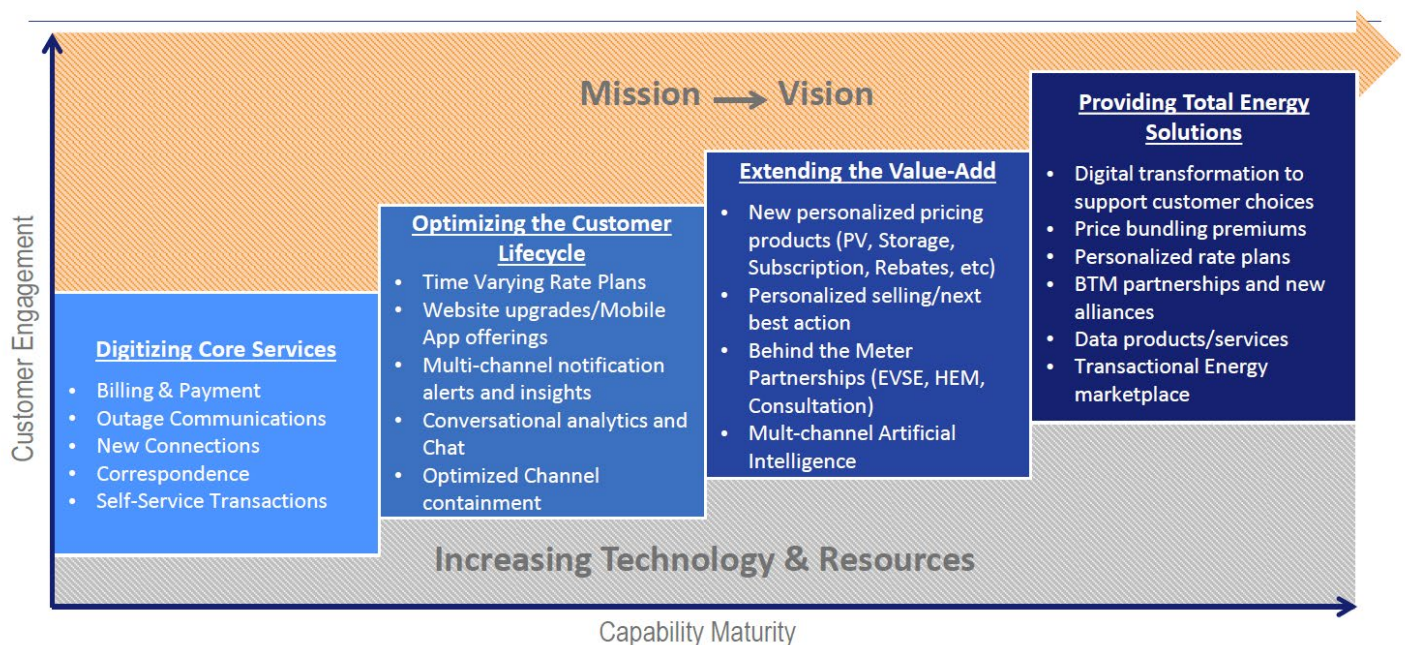 Mission → Vision
Customer Engagement
Digitizing Core Services
• Billing & Payment
• Outage Communications
• New Connections
• Correspondence
• Self-Service Transactions
Optimizing the Customer
Lifecycle
• Time Varying Rate Plans
• Website upgrades/Mobile
App offerings
• Multi-channel notification
alerts and insights
• Conversational analytics and
Chat
• Optimized Channel
containment
Extending the Value-Add
• New personalized pricing
products (PV, Storage,
Subscription, Rebates, etc)
• Personalized selling/next
best action
• Behind the Meter
Partnerships (EVSE, HEM,
Consultation)
• Mult-channel Artificial
Intelligence
Providing Total Energy
Solutions
• Digital transformation to
support customer choices
• Price bundling premiums
• Personalized rate plans
• BTM partnerships and new
alliances
• Data products/services
• Transactional Energy
marketplace
Increasing Technology & Resources
Capability Maturity